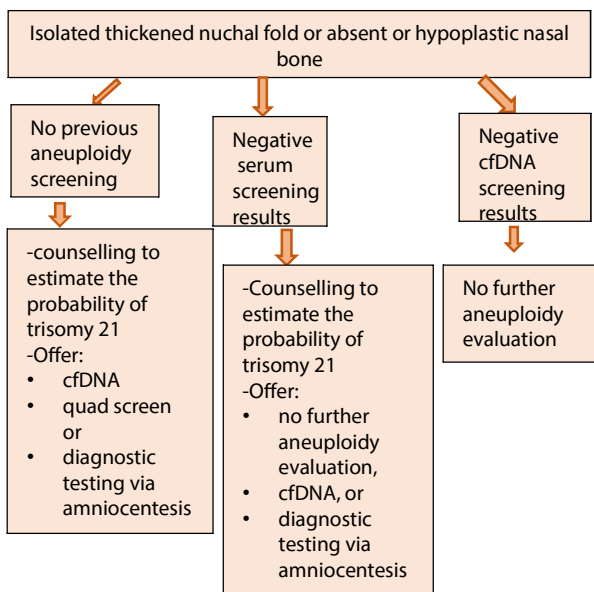 Isolated thickened nuchal fold or absent or hypoplastic nasal
bone
No previous
aneuploidy
screening
Negative
serum
screening
results
Negative
cfDNA
screening
results
-counselling to
estimate the
probability of
trisomy 21
-Offer:
• cfDNA
• quad screen
or
• diagnostic
testing via
amniocentesis
-Counselling to
estimate the
probability of
trisomy 21
-Offer:
• no further
aneuploidy
evaluation,
• cfDNA, or
• diagnostic
testing via
amniocentesis
No further
aneuploidy
evaluation